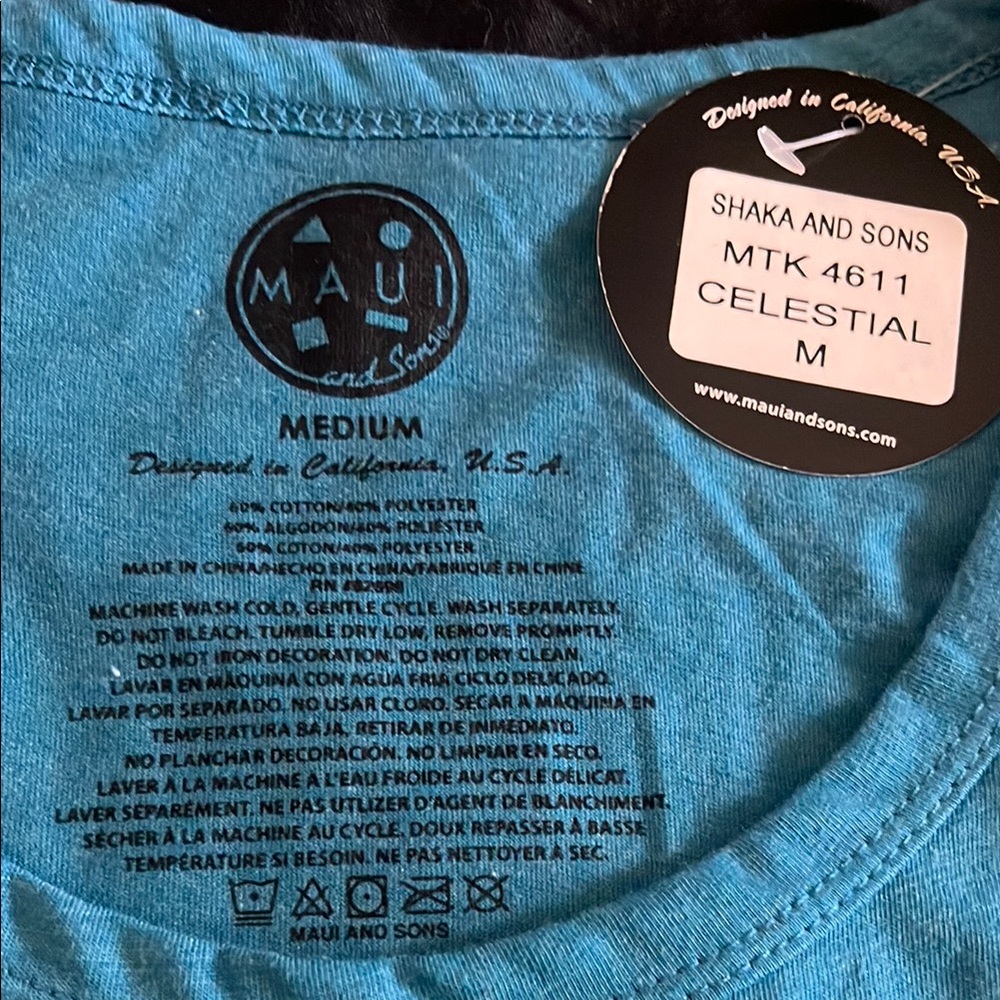 MAUI
and Sons
MEDIUM
Designed in California, U.S.A.
60% COTTON/40% POLYESTER
60% ALGODON/40% POLIÉSTER
60% COTON/40% POLYESTER
MADE IN CHINA/HECHO EN CHINA/FABRIQUÉ EN CHINE
RN
MACHINE WASH COLD, GENTLE CYCLE. WASH SEPARATELY.
DO NOT BLEACH. TUMBLE DRY LOW, REMOVE PROMPTLY.
DO NOT IRON DECORATION. DO NOT DRY CLEAN.
LAVAR EN MAQUINA CON AGUA FRIA CICLO DELICADO.
LAVAR POR SEPARADO. NO USAR CLORO. SECAR A MAQUINA EN
TEMPERATURA BAJA. RETIRAR DE INMEDIATO.
NO PLANCHAR DECORACIÓN. NO LIMPIAR EN SECO.
LAVER À LA MACHINE A L'EAU FROIDE AU CYCLE DÉLICAT.
LAVER SÉPARÉMENT. NE PAS UTLIZER D'AGENT DE BLANCHIMENT.
SÉCHER À LA MACHINE AU CYCLE. DOUX REPASSER À BASSE
TEMPÉRATURE SI BESOIN. NE PAS NETTOYER À SEC.
MAUI AND SONS
Designed in California, U.S.A.
SHAKA AND SONS
MTK 4611
CELESTIAL
M
www.mauiandsons.com